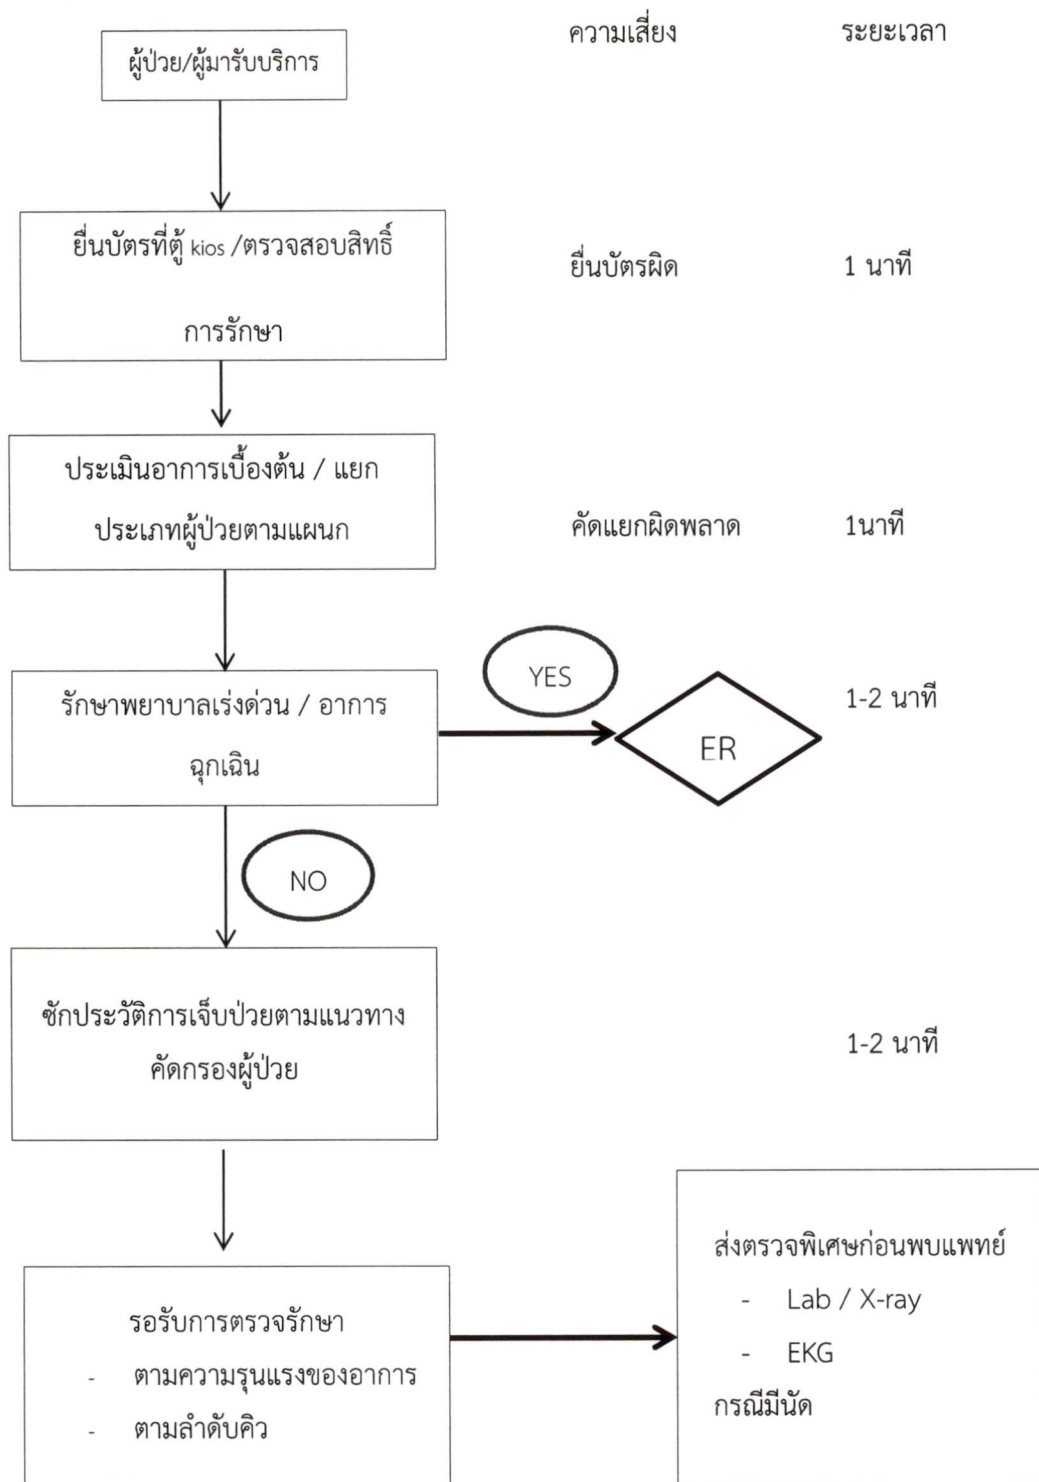 ความเสี่ยง
ระยะเวลา
ผู้ป่วย/ผู้มารับบริการ
ยื่นบัตรที่ตู้ kios /ตรวจสอบสิทธิ์
การรักษา
ยื่นบัตรผิด
1 นาที
ประเมินอาการเบื้องต้น / แยก
ประเภทผู้ป่วยตามแผนก
คัดแยกผิดพลาด
1นาที
รักษาพยาบาลเร่งด่วน / อาการ
ฉุกเฉิน
YES
ER
1-2 นาที
NO
ซักประวัติการเจ็บป่วยตามแนวทาง
คัดกรองผู้ป่วย
1-2 นาที
รอรับการตรวจรักษา
- ตามความรุนแรงของอาการ
- ตามลำดับคิว
ส่งตรวจพิเศษก่อนพบแพทย์
- Lab / X-ray
- EKG
กรณีมีนัด